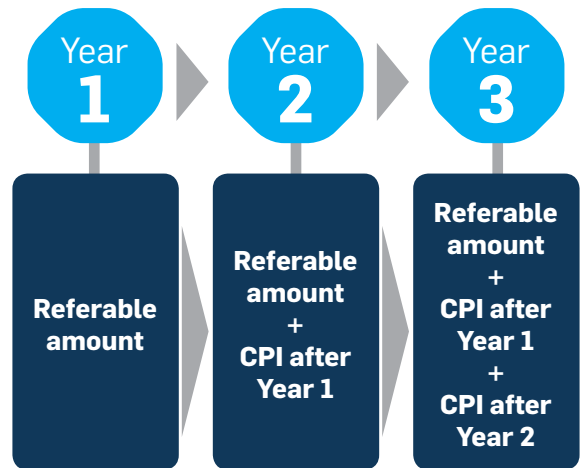 Year
1
Year
2
Year
3
Referable
amount
Referable
amount
+
CPI after
Year 1
Referable
amount
+
CPI after
Year 1
+
CPI after
Year 2